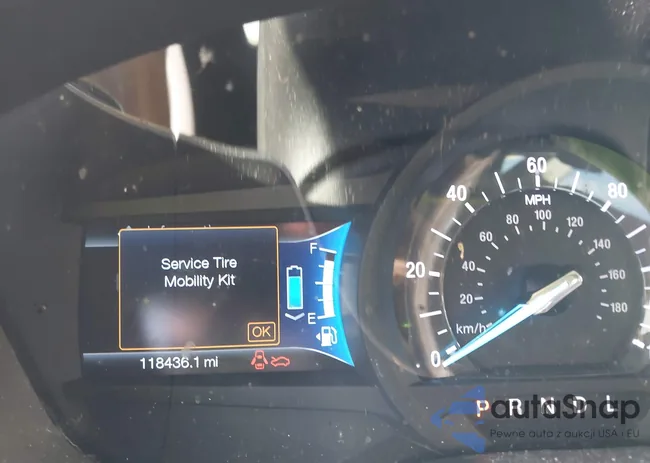 Service Tire
Mobility Kit
OK
118436.1 mi
F
E
0
20
40
60
80
MPH
20
40
60
80
100
120
140
160
180
km/h
P R N D L
autaSnap
Pewne auto z aukcji USA i EU